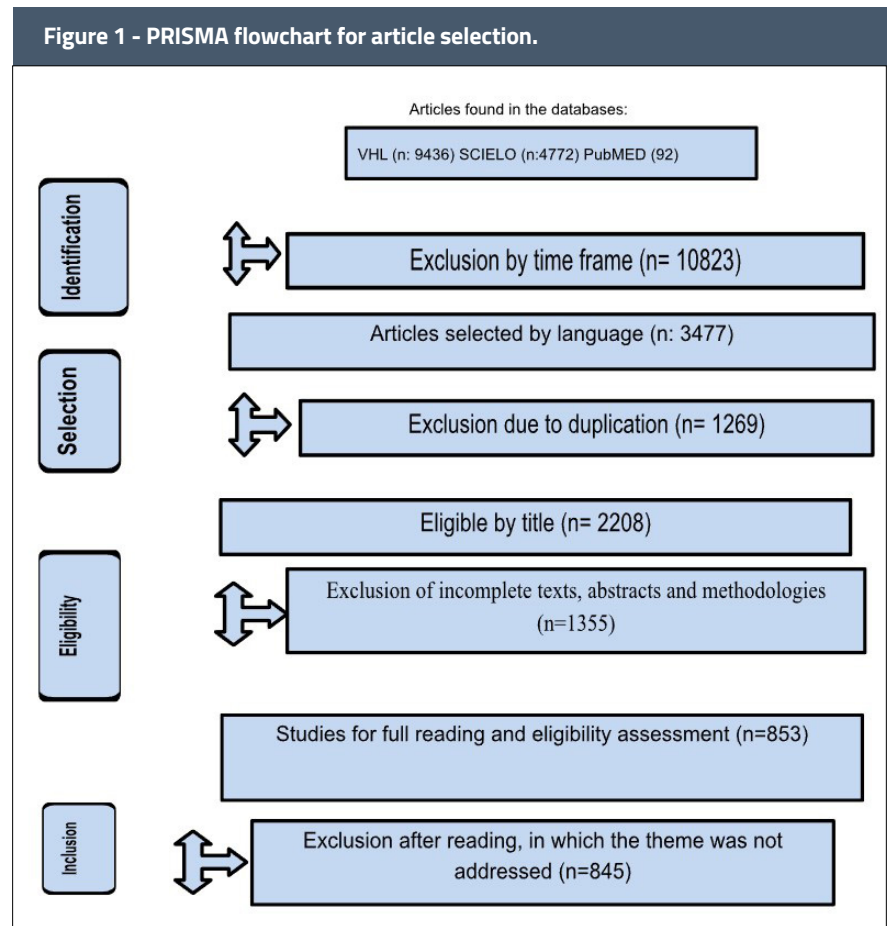 Figure 1 - PRISMA flowchart for article selection.
Articles found in the databases:
VHL (n: 9436) SCIELO (n:4772) PubMED (92)
Identification
Exclusion by time frame (n= 10823)
Articles selected by language (n: 3477)
Selection
Exclusion due to duplication (n= 1269)
Eligible by title (n= 2208)
Eligibility
Exclusion of incomplete texts, abstracts and methodologies
(n=1355)
Studies for full reading and eligibility assessment (n=853)
Inclusion
Exclusion after reading, in which the theme was not
addressed (n=845)